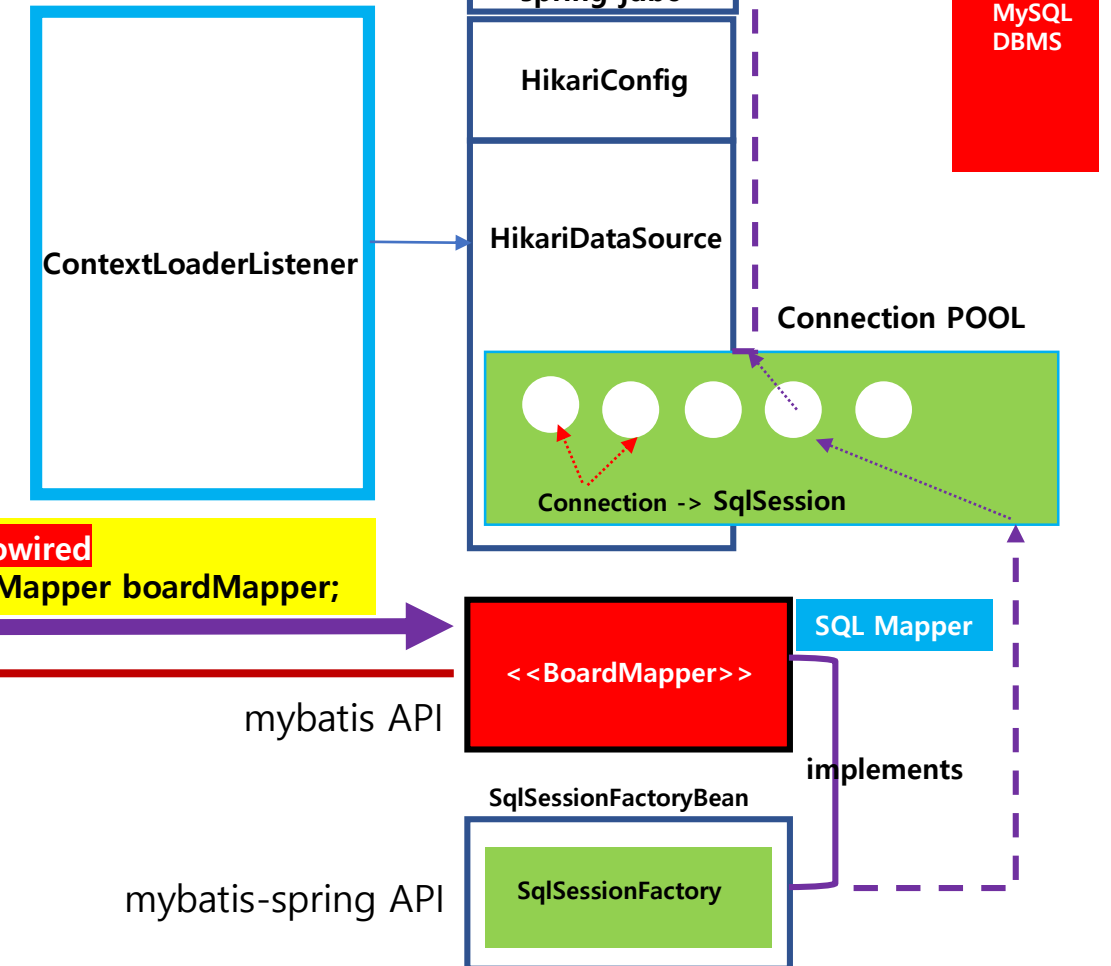 MySQL
DBMS
HikariConfig
HikariDataSource
ContextLoaderListener
Connection POOL
Connection -> SqlSession
Mapper boardMapper;
SQL Mapper
<<BoardMapper>>
mybatis API
implements
SqlSessionFactoryBean
SqlSessionFactory
mybatis-spring API